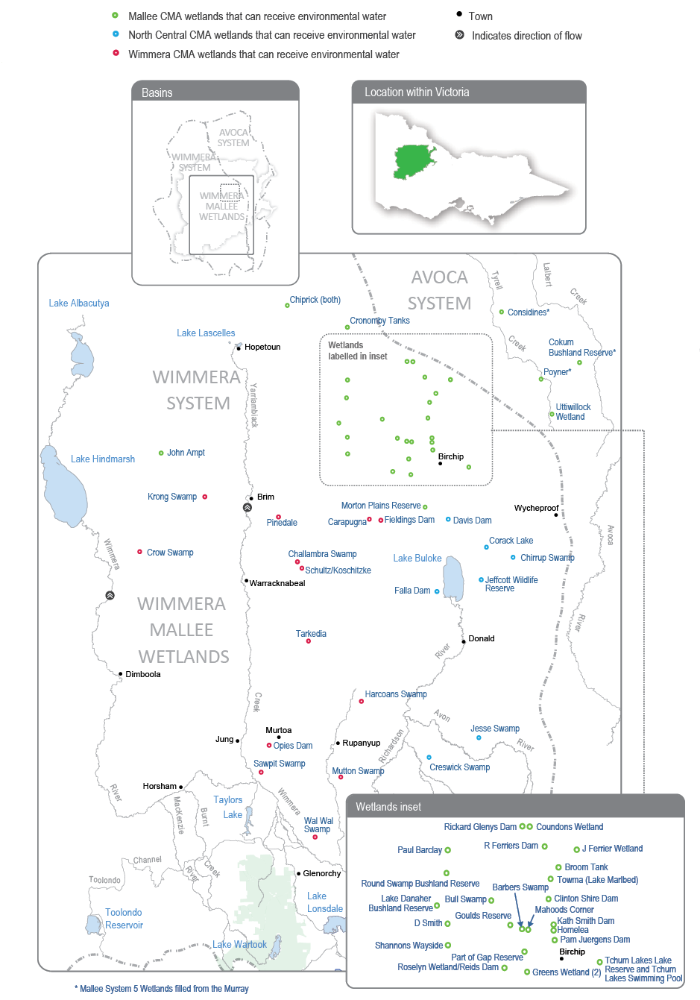 Mallee CMA wetlands that can receive environmental water
North Central CMA wetlands that can receive environmental water
Wimmera CMA wetlands that can receive environmental water
Town
Indicates direction of flow
Basins
AVOCA
SYSTEM
WIMMERA
SYSTEM
WIMMERA
MALLEE
WETLANDS
Location within Victoria
AVOCA
SYSTEM
Tyrell
Creek
Lalbert
Creek
Lake Albacutya
Chiprick (both)
Cronomby Tanks
Considines*
Lake Lascelles
Hopetoun
Wetlands
labelled in inset
Cokum
Bushland Reserve*
Poyner*
WIMMERA
SYSTEM
Yarriambiack
Uttiwillock
Wetland
John Ampt
Lake Hindmarsh
Birchip
Krong Swamp
Brim
Morton Plains Reserve
Wycheproof
Pinedale
Carapugna
Fieldings Dam
Davis Dam
Avoca
Wimmera
Crow Swamp
Challambra Swamp
Schultz/Koschitzke
Corack Lake
Lake Buloke
Chirrup Swamp
Warracknabeal
Jeffcott Wildlife
Reserve
Falla Dam
WIMMERA
MALLEE
WETLANDS
River
Tarkedia
Donald
River
Dimboola
Creek
Harcoans Swamp
Avon
Jesse Swamp
River
Murtoa
Jung
Opies Dam
Rupanyup
Richardson
Sawpit Swamp
Mutton Swamp
Creswick Swamp
River
Horsham
MacKenzie
Burnt
Taylors
Lake
Wimmera
Wal Wal
Swamp
Channel
Toolondo
River
Creek
Glenorchy
Lake
Lonsdale
Toolondo
Reservoir
Lake Wartook
Wetlands inset
Rickard Glenys Dam
Coundons Wetland
Paul Barclay
R Ferriers Dam
J Ferrier Wetland
Broom Tank
Round Swamp Bushland Reserve
Towma (Lake Marlbed)
Barbers Swamp
Lake Danaher
Bushland Reserve
Bull Swamp
Clinton Shire Dam
Mahoods Corner
Goulds Reserve
D Smith
Kath Smith Dam
Homelea
Pam Juergens Dam
Shannons Wayside
Part of Gap Reserve
Birchip
Roselyn Wetland/Reids Dam
Greens Wetland (2)
Tchum Lakes Lake
Reserve and Tchum
Lakes Swimming Pool
* Mallee System 5 Wetlands filled from the Murray